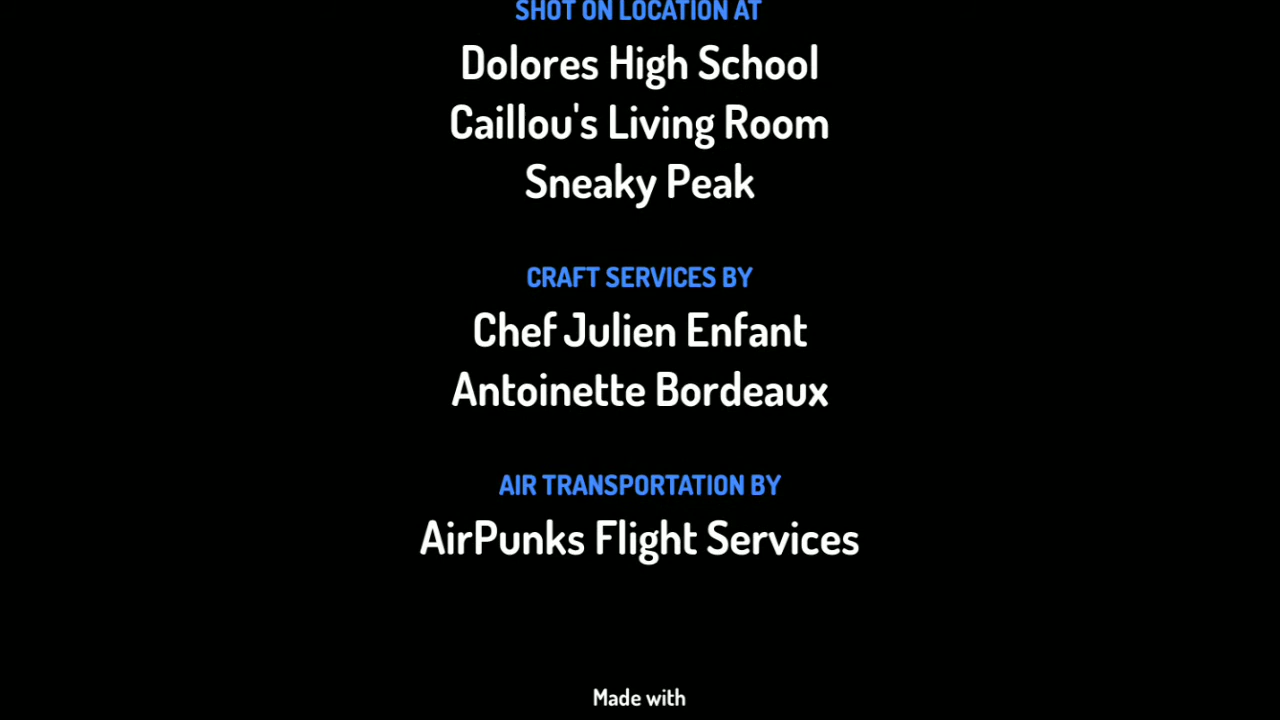 SHOT ON LOCATION AT
Dolores High School
Caillou's Living Room
Sneaky Peak
CRAFT SERVICES BY
Chef Julien Enfant
Antoinette Bordeaux
AIR TRANSPORTATION BY
AirPunks Flight Services
Made with